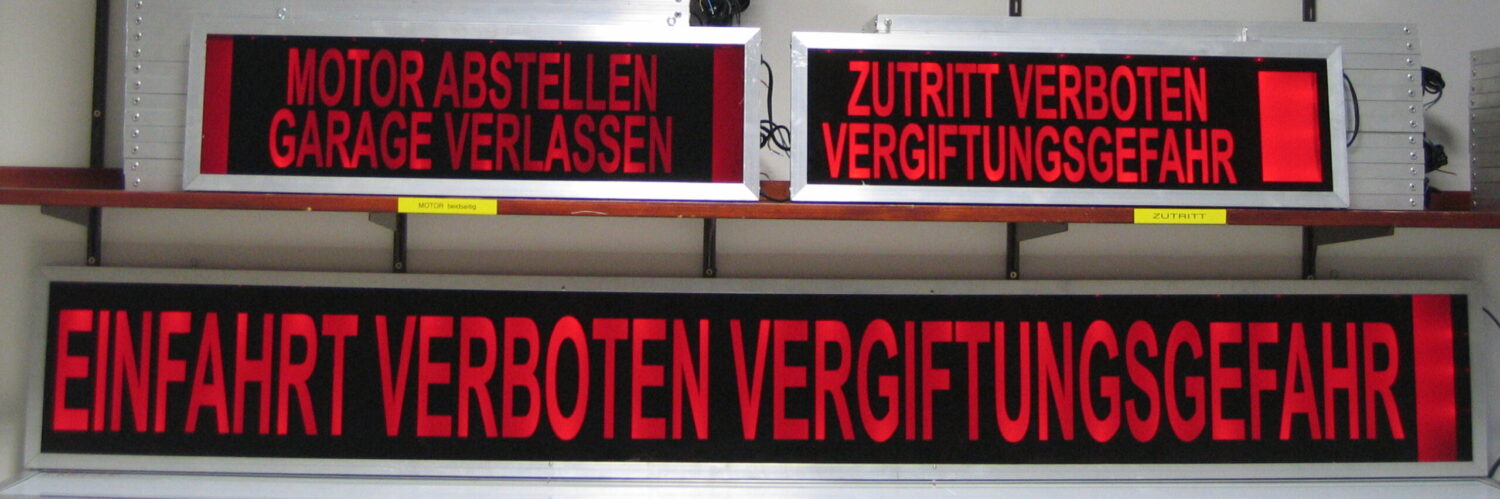 MOTOR ABSTELLEN
GARAGE VERLASSEN
ZUTRITT VERBOTEN
VERGIFTUNGSGEFAHR
MOTOR beidseitig
ZUTRITT
EINFAHRT VERBOTEN VERGIFTUNGSGEFAHR